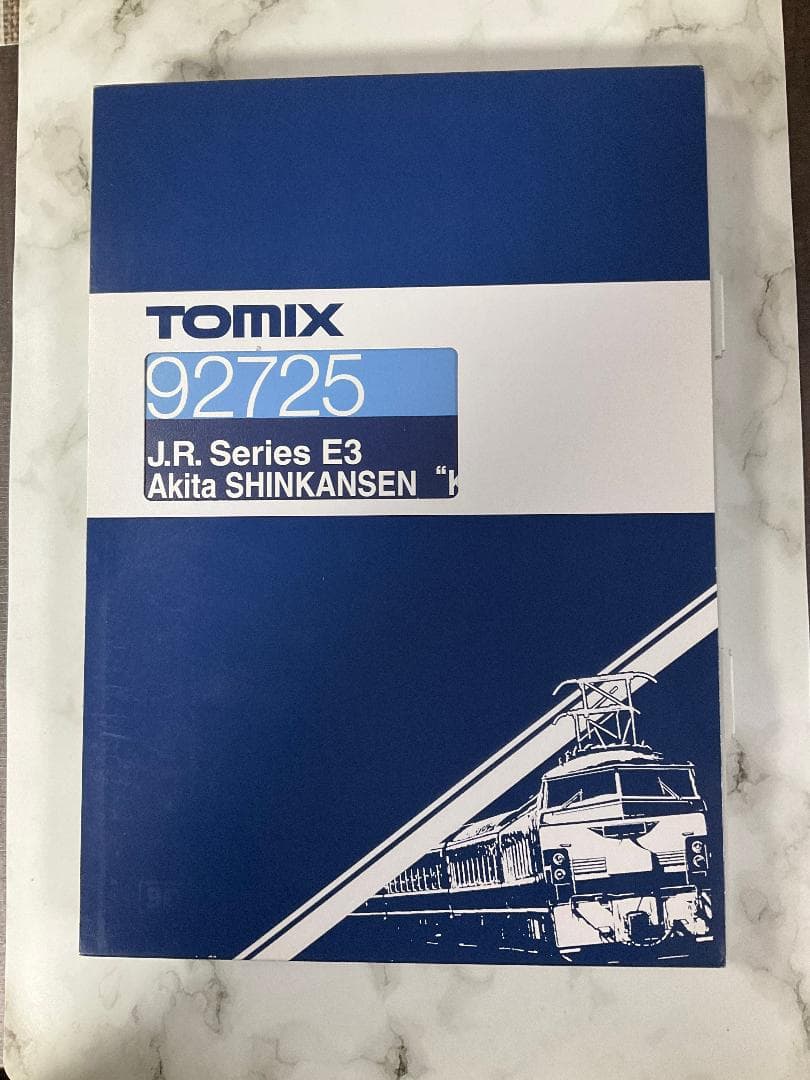 TOMIX
92725
J.R. Series E3
Akita SHINKANSEN "K